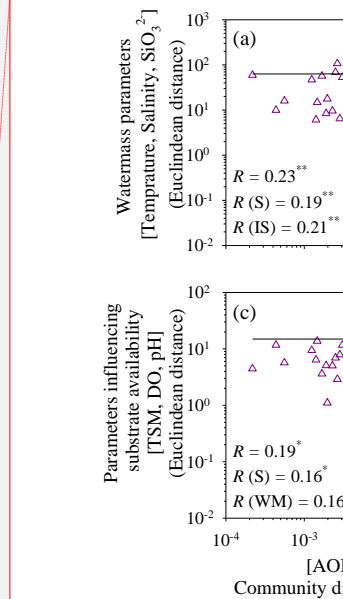 Watermass parameters
[Temprature, Salinity, SiO₃²⁻]
(Euclindean distance)
10³
10²
10¹
10⁰
10⁻¹
10⁻²
(a)
R = 0.23**
R (S) = 0.19**
R (IS) = 0.21**
Parameters influencing
substrate availability
[TSM, DO, pH]
(Euclindean distance)
10²
10¹
10⁰
10⁻¹
10⁻²
(c)
R = 0.19*
R (S) = 0.16*
R (WM) = 0.16
10⁻⁴ 10⁻³
Community